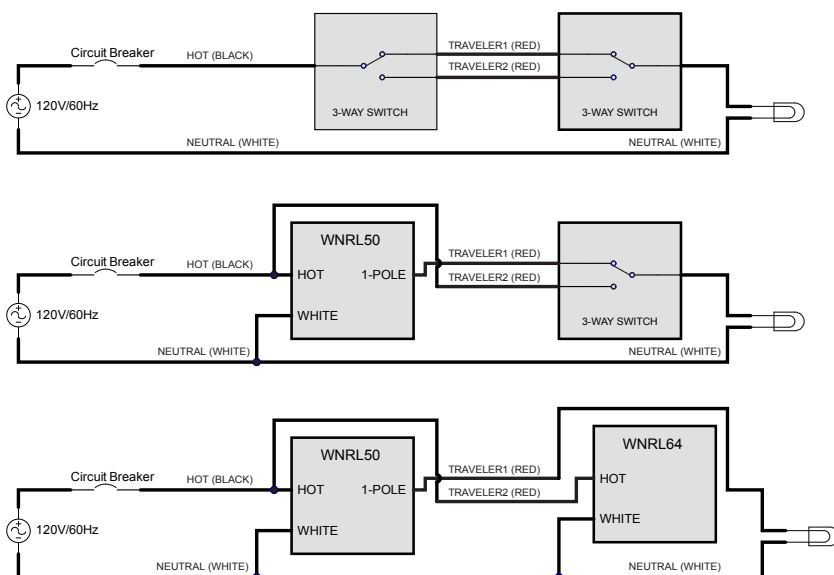 Circuit Breaker
HOT (BLACK)
TRAVELER1 (RED)
TRAVELER2 (RED)
120V/60Hz
3-WAY SWITCH
3-WAY SWITCH
NEUTRAL (WHITE)
NEUTRAL (WHITE)
WNRL50
Circuit Breaker
HOT (BLACK)
HOT
1-POLE
TRAVELER1 (RED)
TRAVELER2 (RED)
120V/60Hz
WHITE
3-WAY SWITCH
NEUTRAL (WHITE)
NEUTRAL (WHITE)
WNRL50
WNRL64
Circuit Breaker
HOT (BLACK)
HOT
1-POLE
TRAVELER1 (RED)
TRAVELER2 (RED)
HOT
120V/60Hz
WHITE
WHITE
NEUTRAL (WHITE)
NEUTRAL (WHITE)